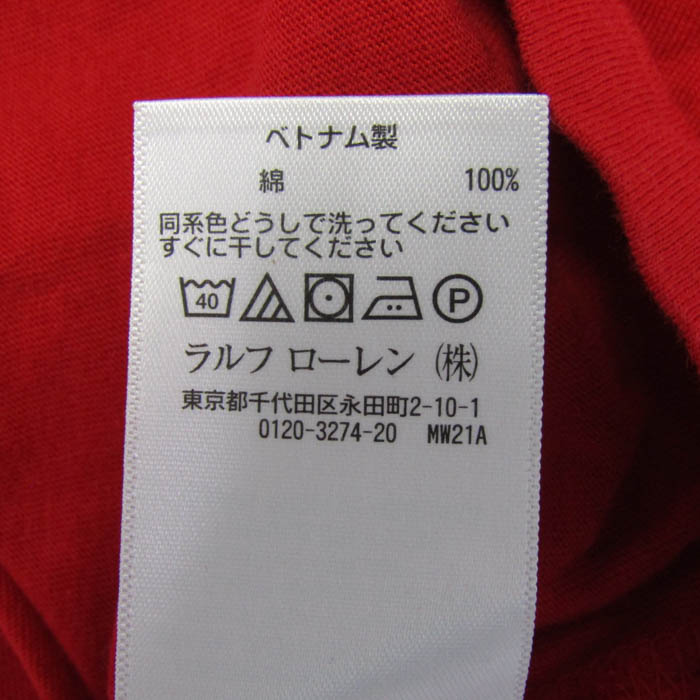 ベトナム製
綿 100%
同系色どうしで洗ってください
すぐに干してください
40 P
ラルフ ローレン (株)
東京都千代田区永田町2-10-1
0120-3274-20 MW21A